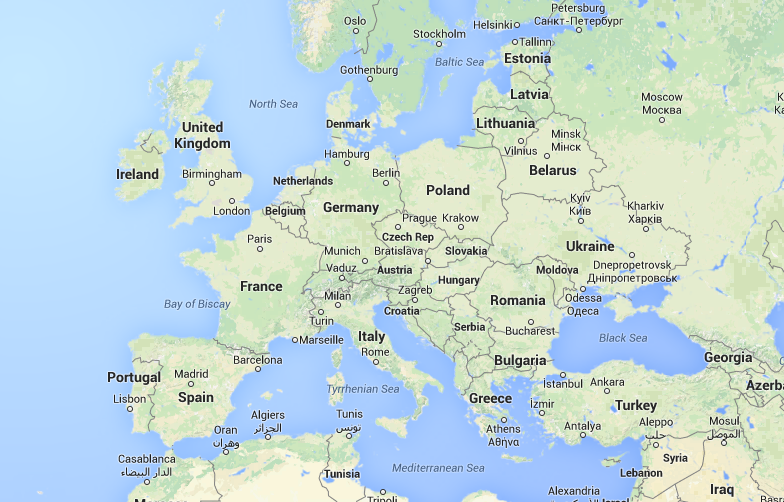 Petersburg
Санкт-Петербург
Oslo
Helsinki
Stockholm
Tallinn
Estonia
Baltic Sea
Gothenburg
Latvia
Moscow
Москва
North Sea
Denmark
Lithuania
United
Kingdom
Minsk
Мінск
Vilnius
Hamburg
Belarus
Ireland
Birmingham
Berlin
Netherlands
Poland
London
Belgium
Germany
Kyiv
Київ
Kharkiv
Харків
Prague
Krakow
Paris
Czech Rep
Ukraine
Munich
Bratislava
Slovakia
Vaduz
Austria
Moldova
Dnepropetrovsk
Дніпропетровськ
France
Hungary
Milan
Zagreb
Romania
Odessa
Одеса
Bay of Biscay
Croatia
Turin
Serbia
Bucharest
Marseille
Italy
Black Sea
Rome
Barcelona
Bulgaria
Georgia
Portugal
Madrid
İstanbul
Ankara
Azerb
Spain
Tyrrhenian Sea
Lisbon
Greece
İzmir
Turkey
Algiers
الجزائر
Tunis
تونس
Athens
Αθήνα
Antalya
Aleppo
حلب
Mosul
الموصل
Oran
وهران
Casablanca
الدار البيضاء
Tunisia
Mediterranean Sea
Syria
Lebanon
Iraq
Alexandria
Tripoli